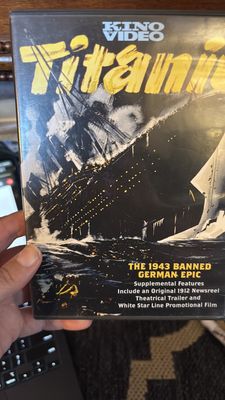 KINO
VIDEO
Titanic
THE 1943 BANNED
GERMAN EPIC
Supplemental Features
Include an Original 1912 Newsreel
Theatrical Trailer and
White Star Line Promotional Film